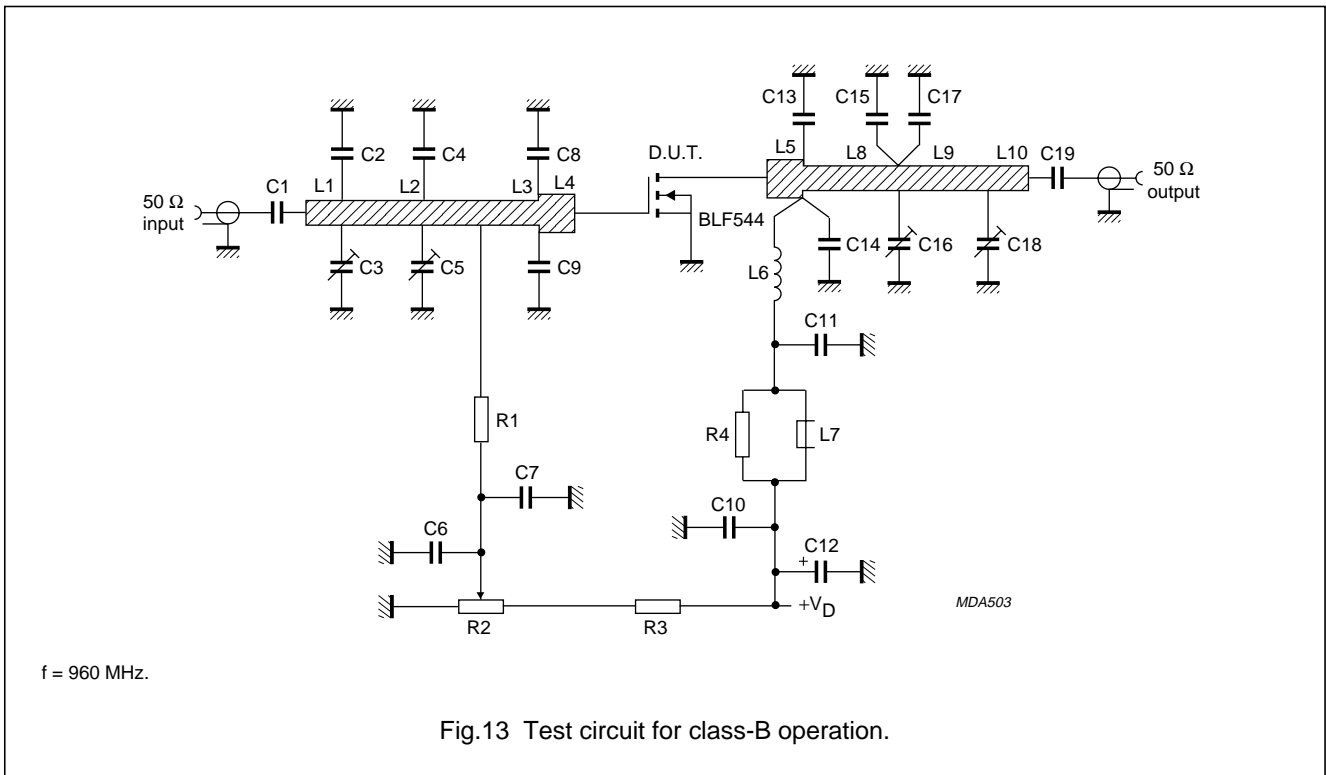 C13
C15
C17
C2
C4
C8
L5
L8
L9
L10
C19
50 Ω
output
D.U.T.
L1
L2
L3
L4
C1
50 Ω
input
BLF544
C3
C5
C9
C14
C16
C18
L6
C11
R1
R4
L7
C7
C10
C6
C12
+
R2
R3
+VD
MDA503
f = 960 MHz.
Fig.13 Test circuit for class-B operation.